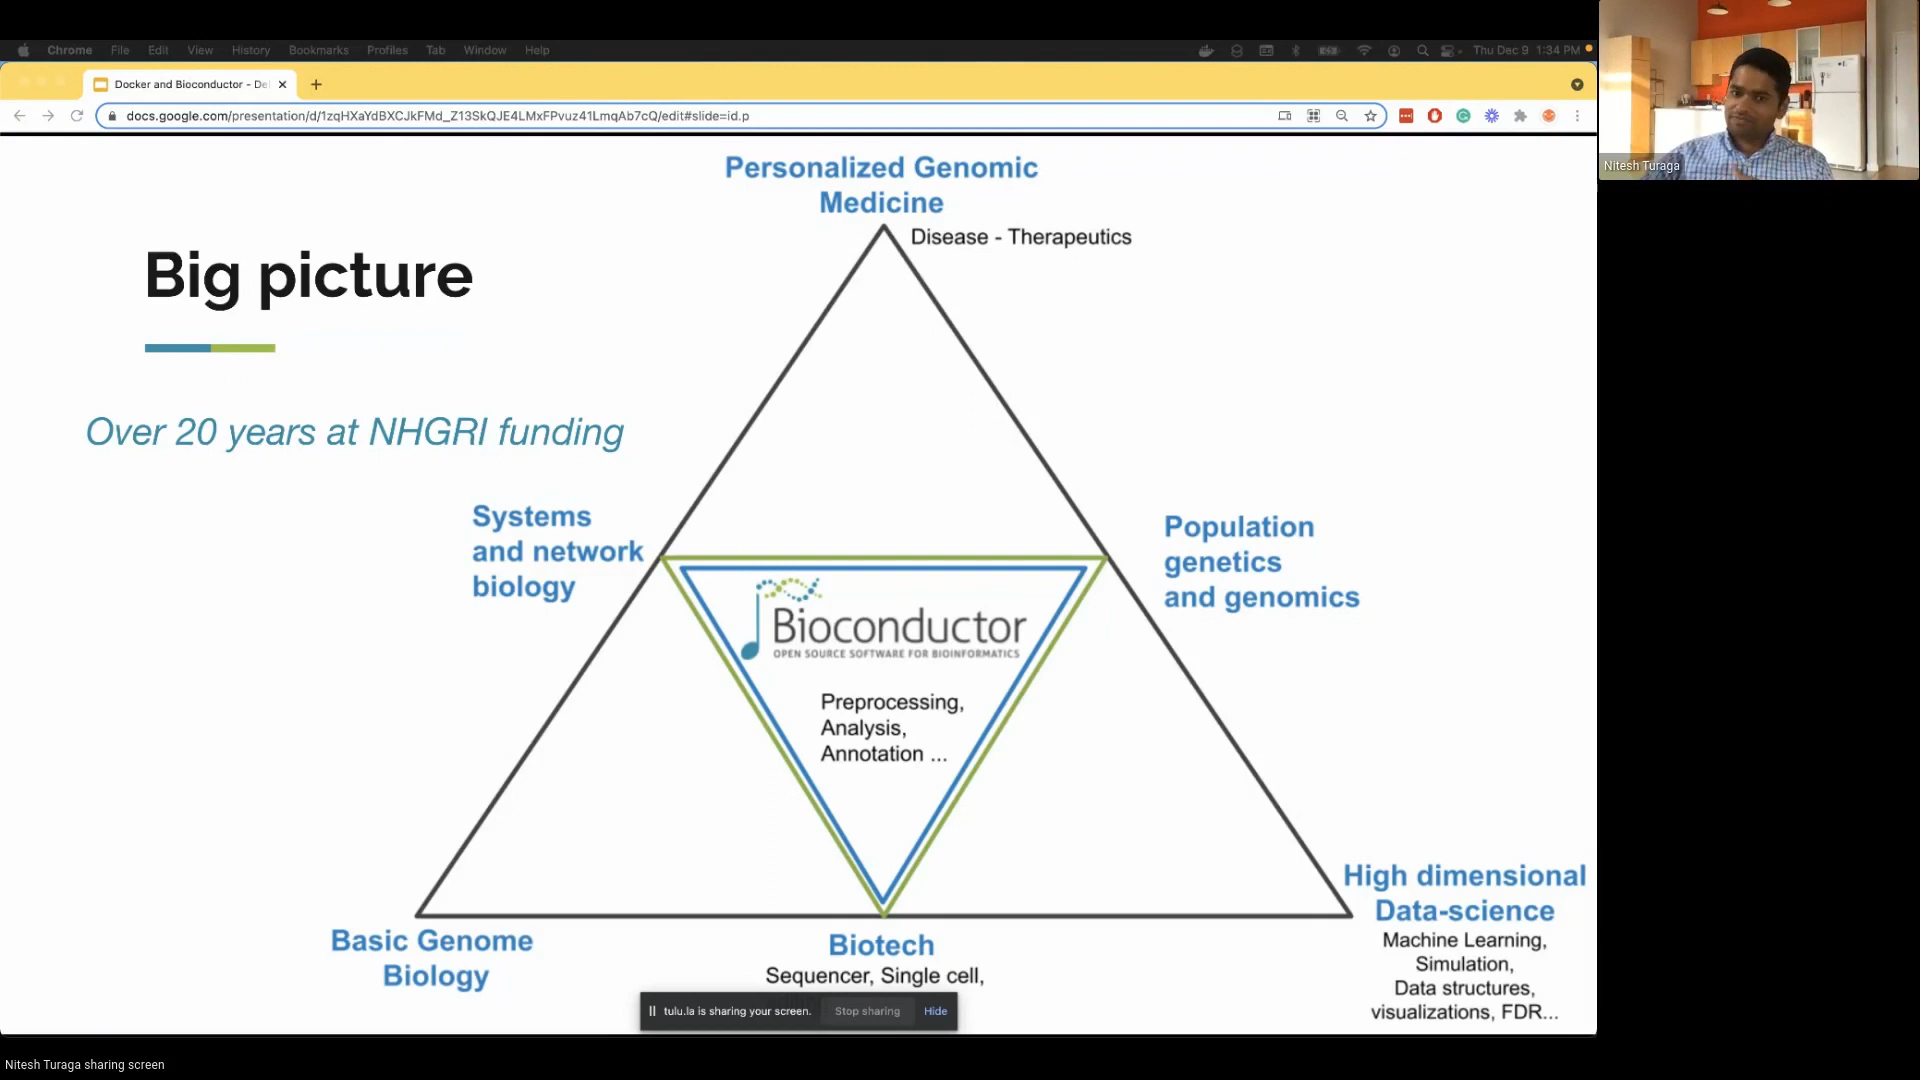 Chrome File Edit View History Bookmarks Profiles Tab Window Help
Thu Dec 9 1:34 PM
Docker and Bioconductor - De
docs.google.com/presentation/d/1zqHXaYdBXCJkFMd_Z13SkQJE4LMxFPvuz41LmqAb7cQ/edit#slide=id.p
Nitesh Turaga
Personalized Genomic
Medicine
Disease - Therapeutics
Big picture
Over 20 years at NHGRI funding
Systems
and network
biology
Population
genetics
and genomics
Bioconductor
OPEN SOURCE SOFTWARE FOR BIOINFORMATICS
Preprocessing,
Analysis,
Annotation ...
Basic Genome
Biology
Biotech
Sequencer, Single cell,
High dimensional
Data-science
Machine Learning,
Simulation,
Data structures,
visualizations, FDR...
tulu.la is sharing your screen. Stop sharing Hide
Nitesh Turaga sharing screen